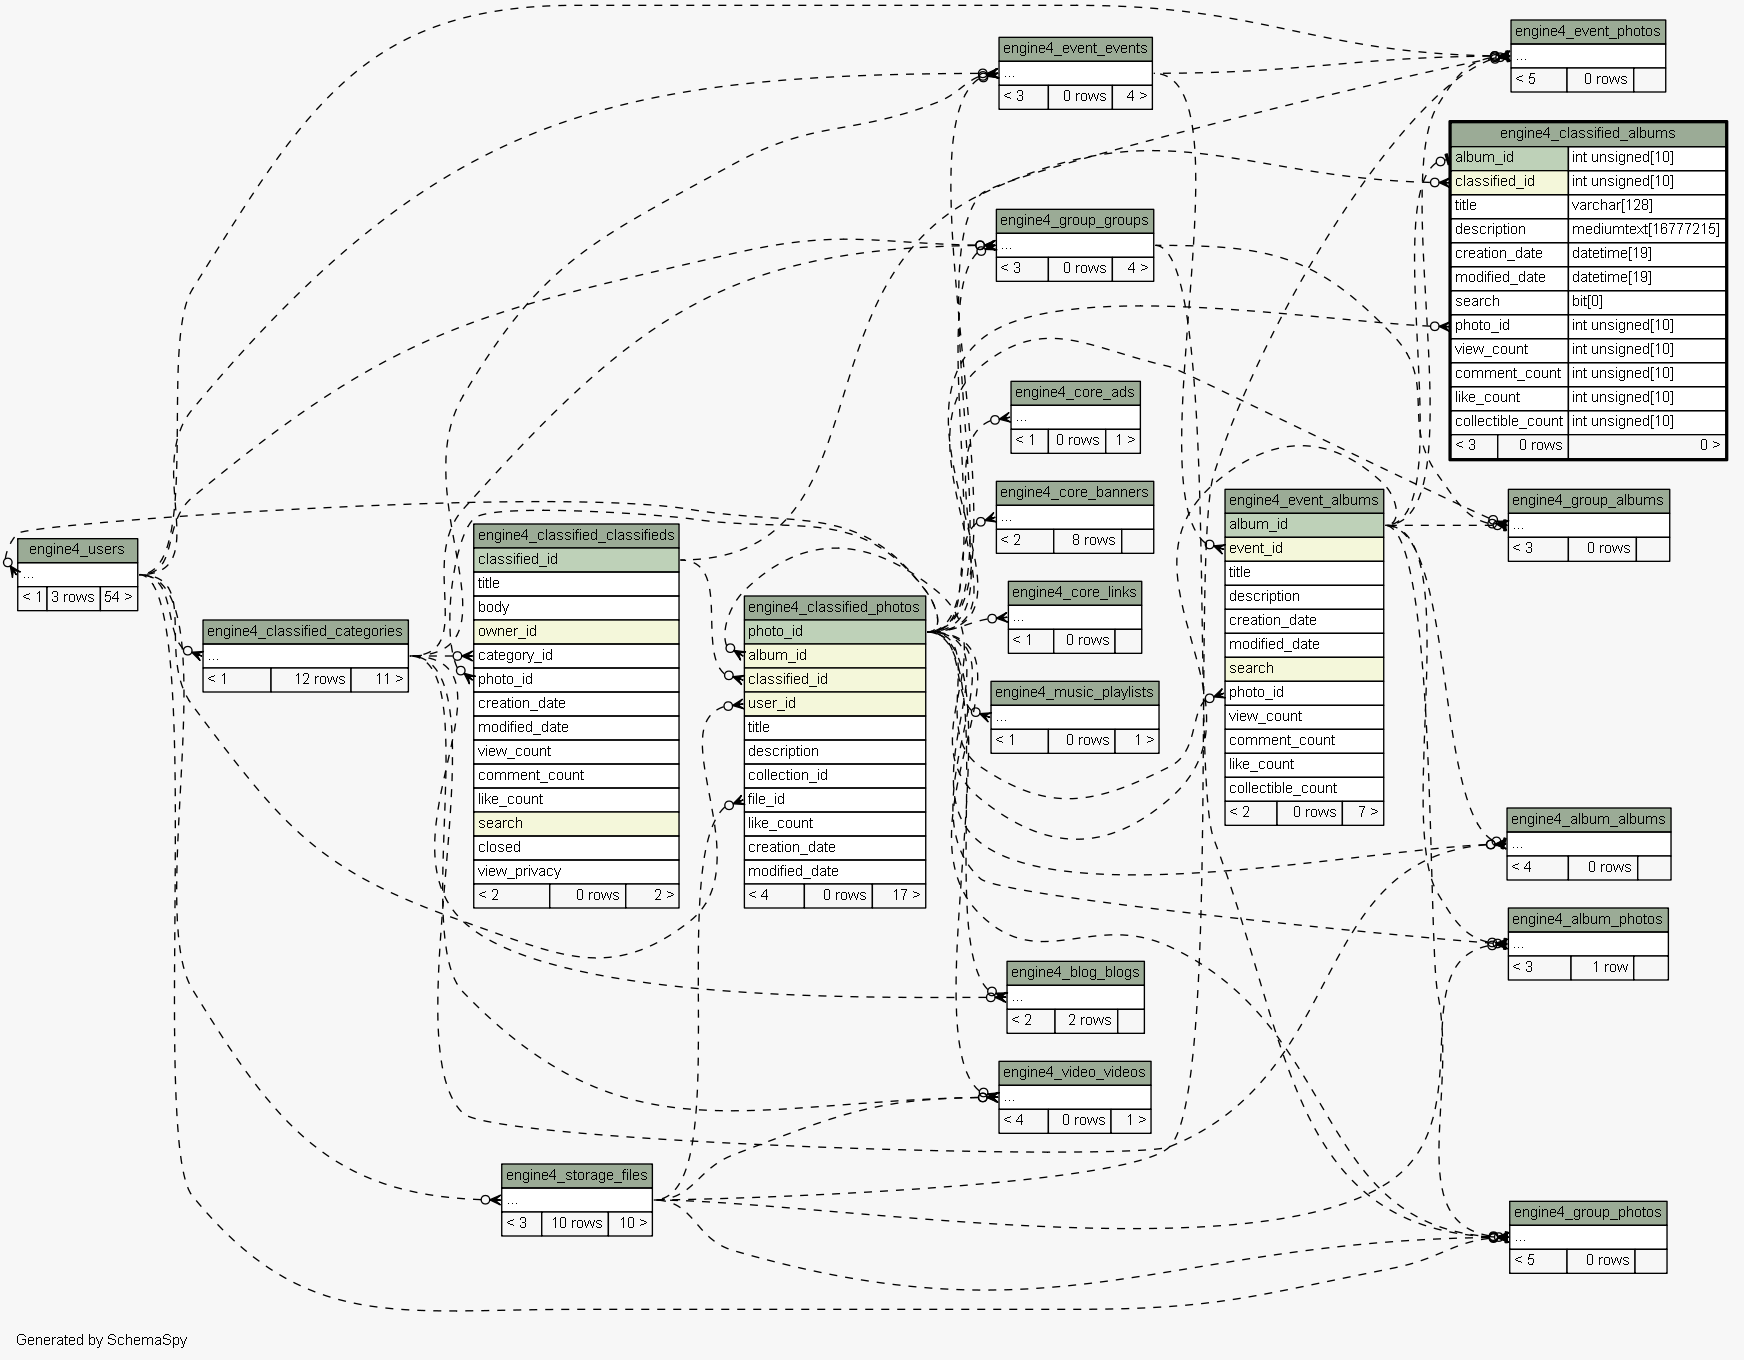 engine4_event_photos
...
< 5 0 rows
engine4_event_events
...
< 3 0 rows 4 >
engine4_classified_albums
album_id int unsigned[10]
classified_id int unsigned[10]
title varchar[128]
description mediumtext[16777215]
creation_date datetime[19]
modified_date datetime[19]
search bit[0]
photo_id int unsigned[10]
view_count int unsigned[10]
comment_count int unsigned[10]
like_count int unsigned[10]
collectible_count int unsigned[10]
< 3 0 rows 0 >
engine4_group_groups
...
< 3 0 rows 4 >
engine4_core_ads
...
< 1 0 rows 1 >
engine4_core_banners
...
< 2 8 rows
engine4_core_links
...
< 1 0 rows
engine4_music_playlists
...
< 1 0 rows 1 >
engine4_event_albums
album_id
event_id
title
description
creation_date
modified_date
search
photo_id
view_count
comment_count
like_count
collectible_count
< 2 0 rows 7 >
engine4_group_albums
...
< 3 0 rows
engine4_users
...
< 1 3 rows 54 >
engine4_classified_categories
...
< 1 12 rows 11 >
engine4_classified_classifieds
classified_id
title
body
owner_id
category_id
photo_id
creation_date
modified_date
view_count
comment_count
like_count
search
closed
view_privacy
< 2 0 rows 2 >
engine4_classified_photos
photo_id
album_id
classified_id
user_id
title
description
collection_id
file_id
like_count
creation_date
modified_date
< 4 0 rows 17 >
engine4_album_albums
...
< 4 0 rows
engine4_album_photos
...
< 3 1 row
engine4_blog_blogs
...
< 2 2 rows
engine4_video_videos
...
< 4 0 rows 1 >
engine4_storage_files
...
< 3 10 rows 10 >
engine4_group_photos
...
< 5 0 rows
Generated by SchemaSpy